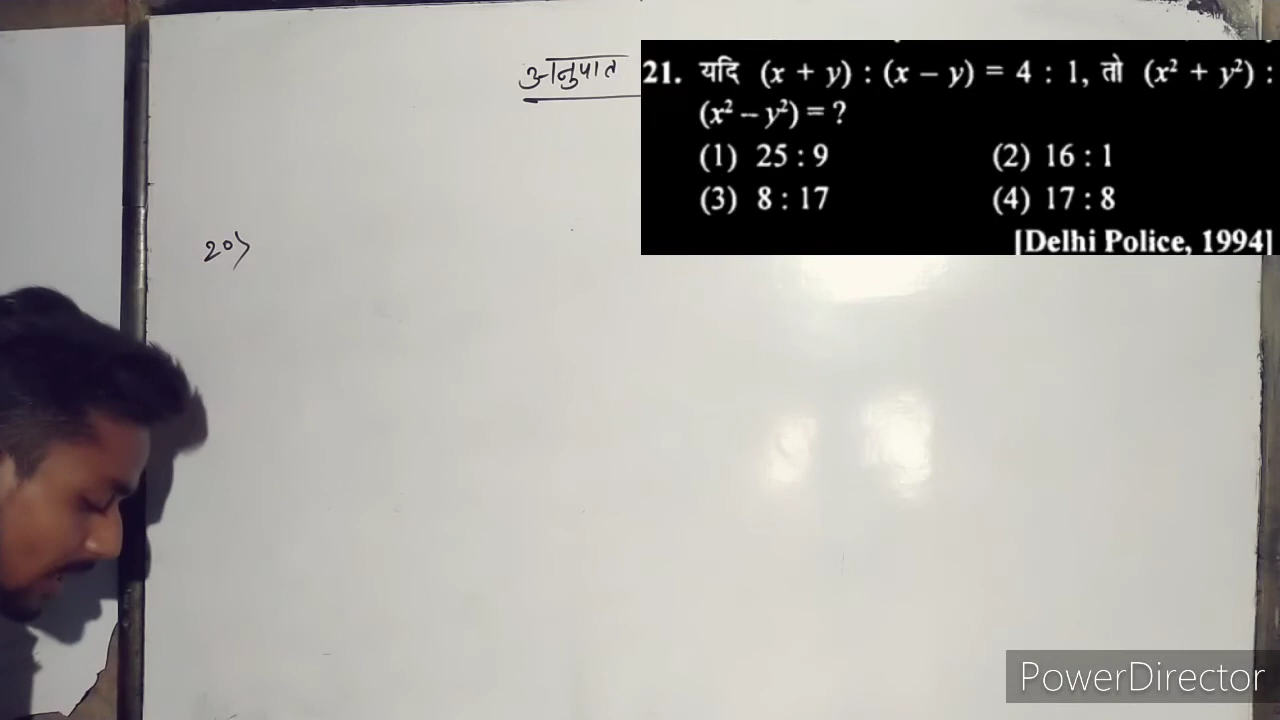 अनुपात
21. यदि (x + y) : (x – y) = 4 : 1, तो (x² + y²) :
(x² – y²) = ?
(1) 25 : 9 (2) 16 : 1
(3) 8 : 17 (4) 17 : 8
[Delhi Police, 1994]
20)
PowerDirector